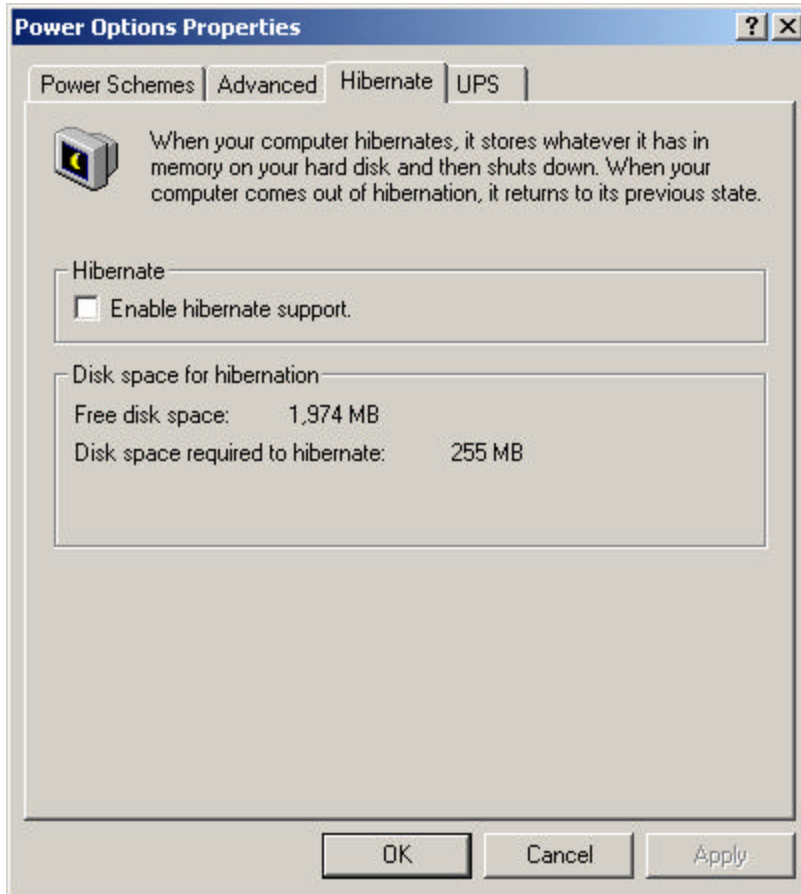 Power Options Properties
Power Schemes Advanced Hibernate UPS
When your computer hibernates, it stores whatever it has in
memory on your hard disk and then shuts down. When your
computer comes out of hibernation, it returns to its previous state.
Hibernate
Enable hibernate support.
Disk space for hibernation
Free disk space: 1,974 MB
Disk space required to hibernate: 255 MB
OK Cancel Apply